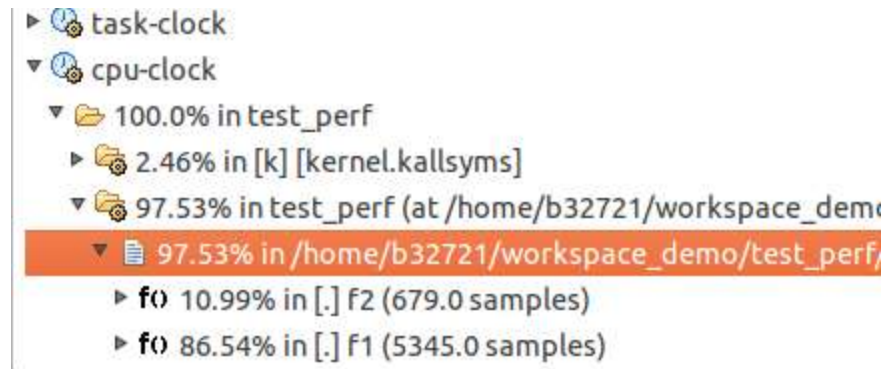 task-clock
cpu-clock
100.0% in test_perf
2.46% in [k] [kernel.kallsyms]
97.53% in test_perf (at /home/b32721/workspace_demo
97.53% in /home/b32721/workspace_demo/test_perf/
f() 10.99% in [.] f2 (679.0 samples)
f() 86.54% in [.] f1 (5345.0 samples)